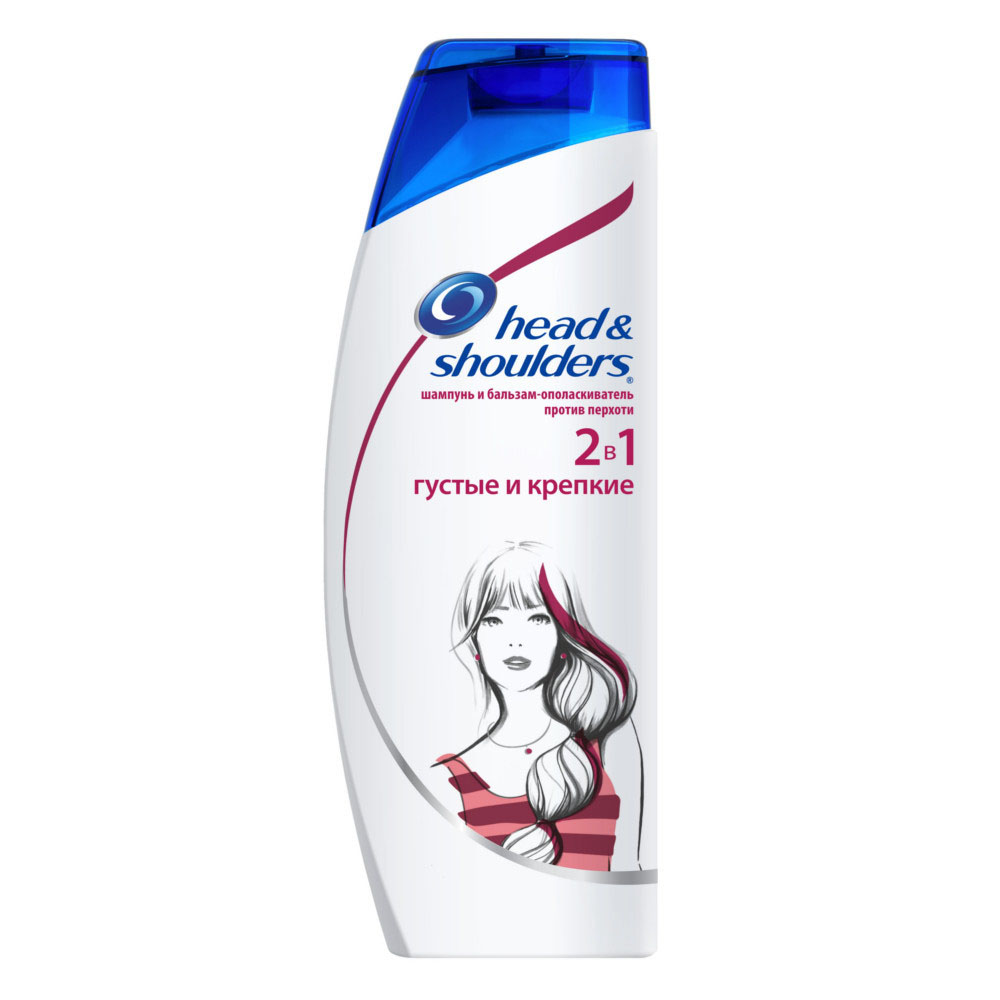 head &
shoulders®
шампунь и бальзам-ополаскиватель
против перхоти
2в1
густые и крепкие